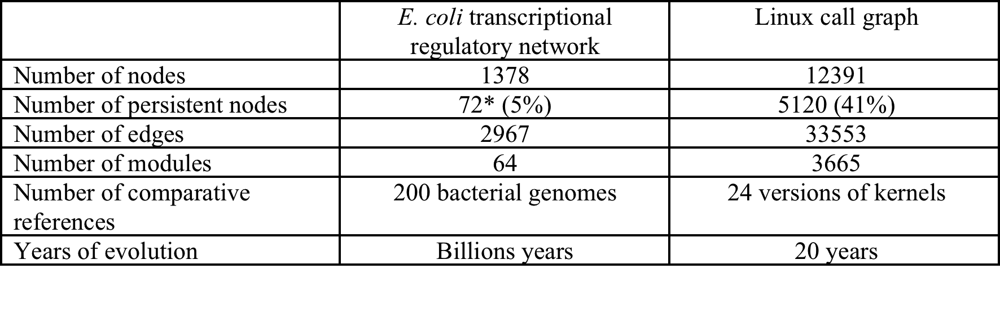 E. coli transcriptional
regulatory network
Linux call graph
Number of nodes 1378 12391
Number of persistent nodes 72* (5%) 5120 (41%)
Number of edges 2967 33553
Number of modules 64 3665
Number of comparative
references
200 bacterial genomes 24 versions of kernels
Years of evolution Billions years 20 years